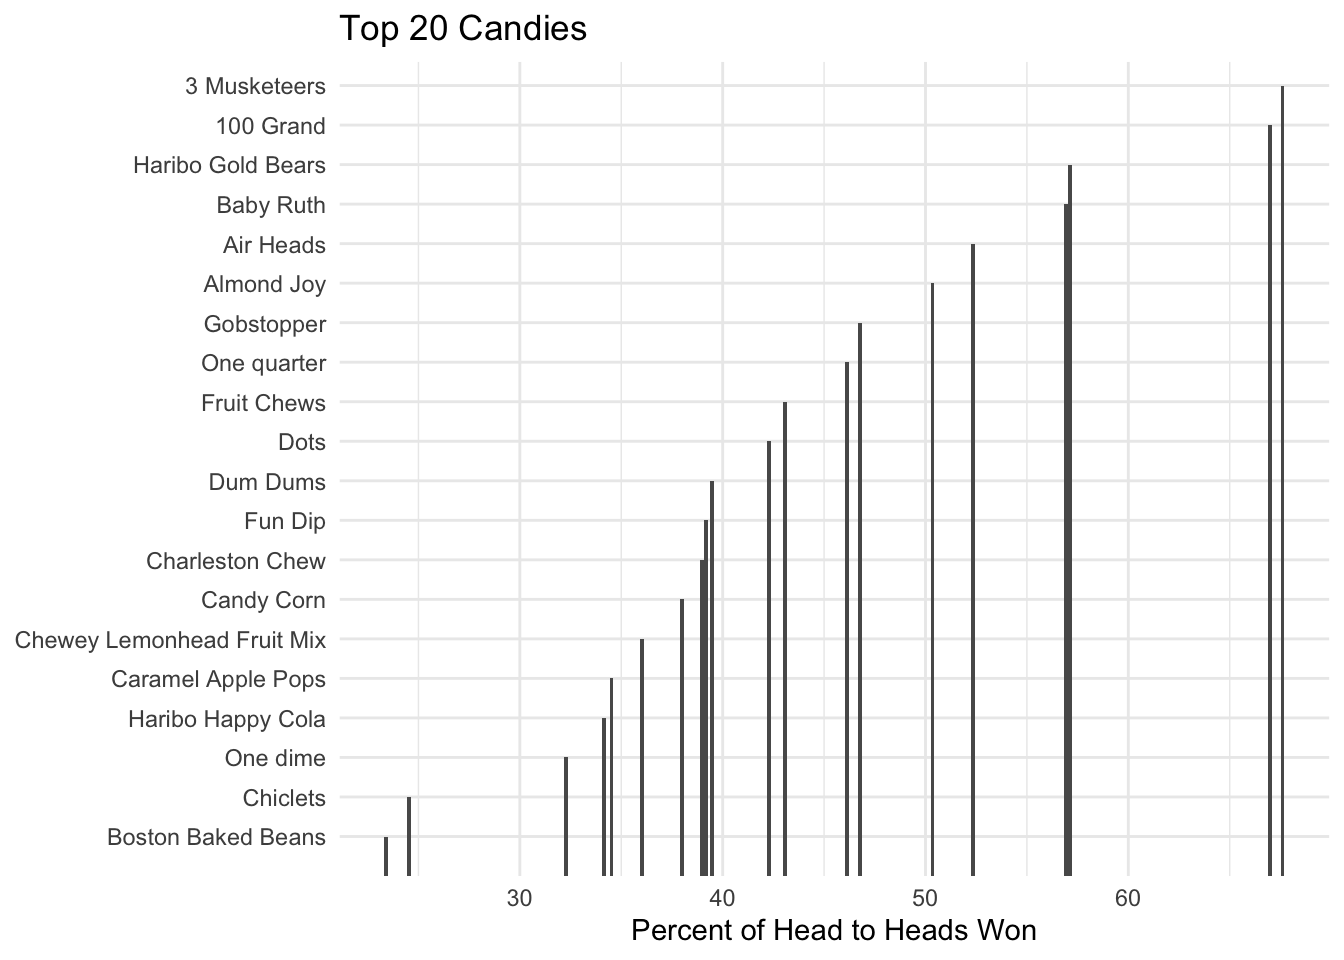 Top 20 Candies
3 Musketeers
100 Grand
Haribo Gold Bears
Baby Ruth
Air Heads
Almond Joy
Gobstopper
One quarter
Fruit Chews
Dots
Dum Dums
Fun Dip
Charleston Chew
Candy Corn
Chewey Lemonhead Fruit Mix
Caramel Apple Pops
Haribo Happy Cola
One dime
Chiclets
Boston Baked Beans
30 40 50 60
Percent of Head to Heads Won